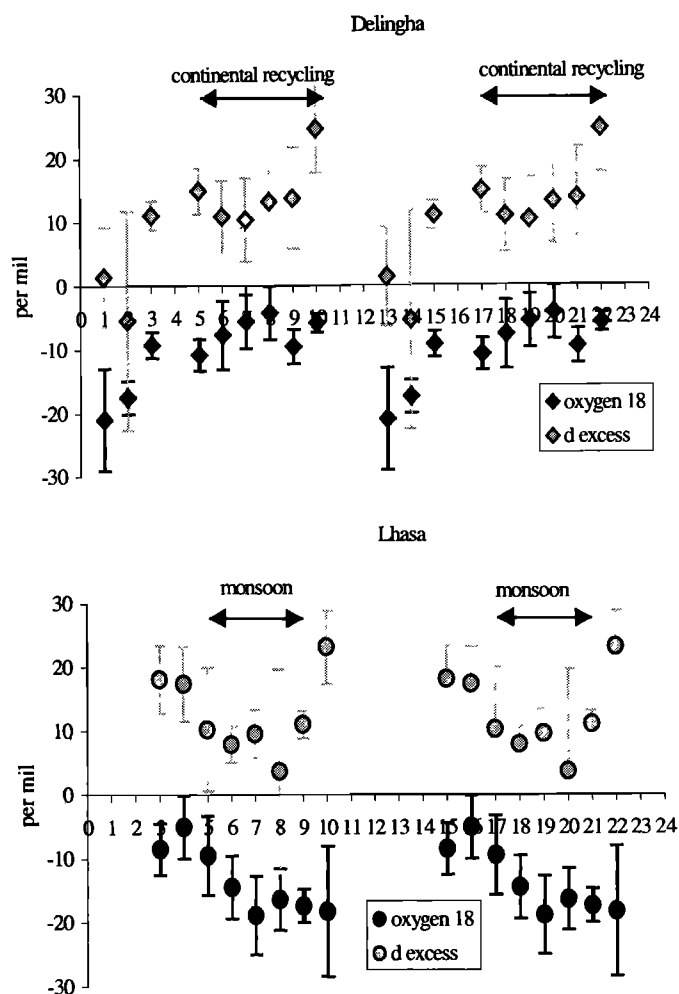 Delingha
continental recycling continental recycling
30
20
10
0
per mil
0 1 2 3 4 5 6 7 8 9 10 11 12 13 14 15 16 17 18 19 20 21 22 23 24
-10
-20
-30
oxygen 18
d excess
Lhasa
monsoon monsoon
30
20
10
0
per mil
0 1 2 3 4 5 6 7 8 9 10 11 12 13 14 15 16 17 18 19 20 21 22 23 24
-10
-20
-30
oxygen 18
d excess